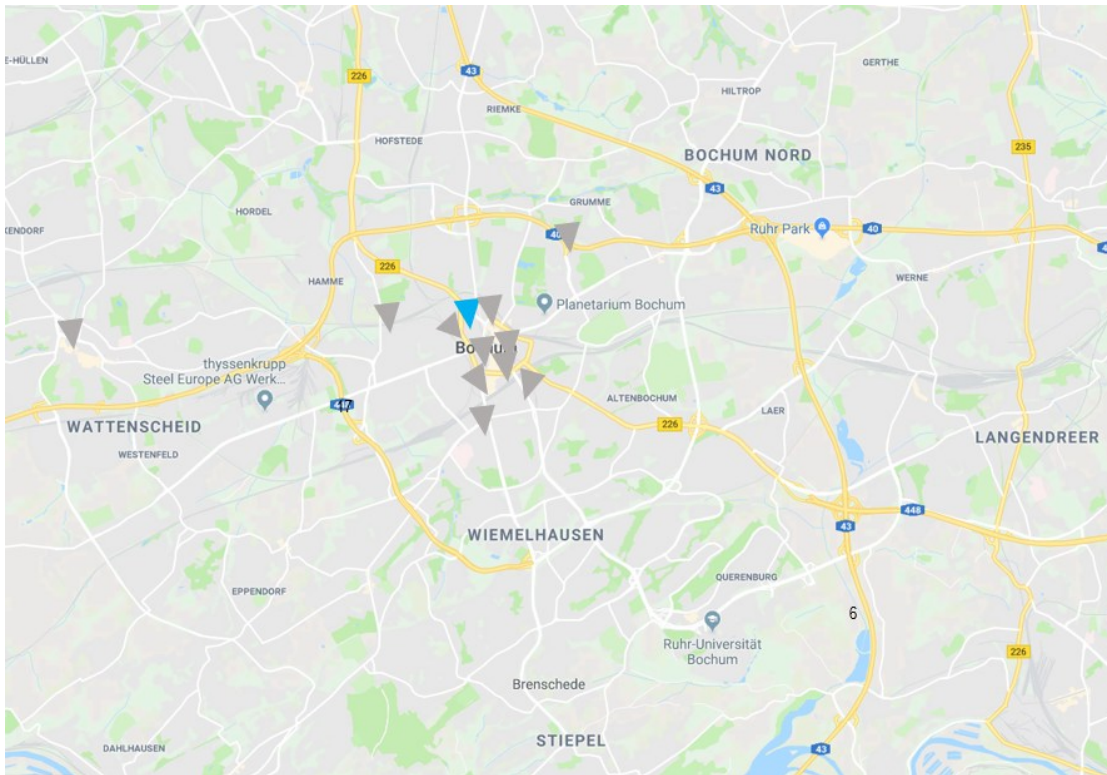 E-HÜLLEN
43
226
GERTHE
HILTROP
RIEMKE
HOFSTEDE
235
BOCHUM NORD
43
HORDEL
GRUMME
KENDORF
40
Ruhr Park
40
226
HAMME
WERNE
Planetarium Bochum
thyssenkrupp
Steel Europe AG Werk...
ALTENBOCHUM
LAER
WATTENSCHEID
226
LANGENDREER
WESTENFELD
448
43
WIEMELHAUSEN
QUERENBURG
EPPENDORF
6
Ruhr-Universität
Bochum
226
Brenschede
STIEPEL
DAHLHAUSEN
43